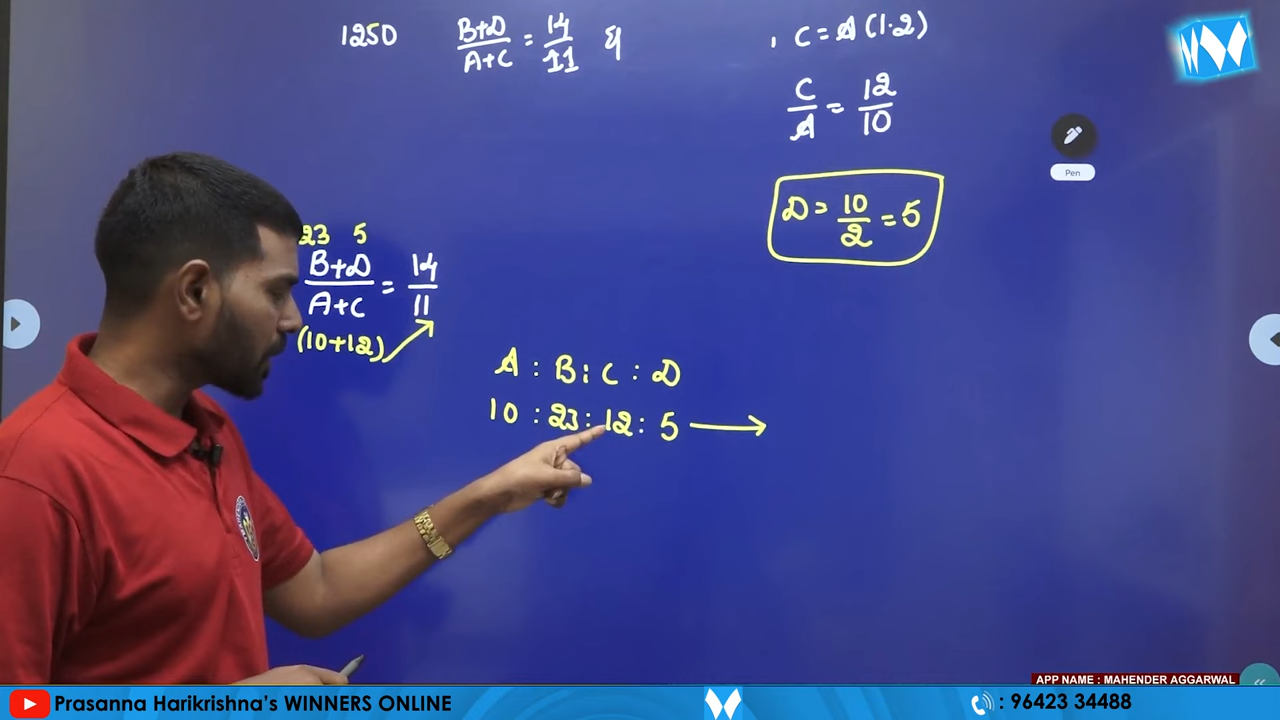 1250
B+D/A+C = 14/11
, C = A (1.2)
C/A = 12/10
D = 10/2 = 5
23 5
B+D/A+C = 14/11
(10+12)
A : B : C : D
10 : 23 : 12 : 5
Pen
APP NAME : MAHENDER AGGARWAL
Prasanna Harikrishna's WINNERS ONLINE
: 96423 34488